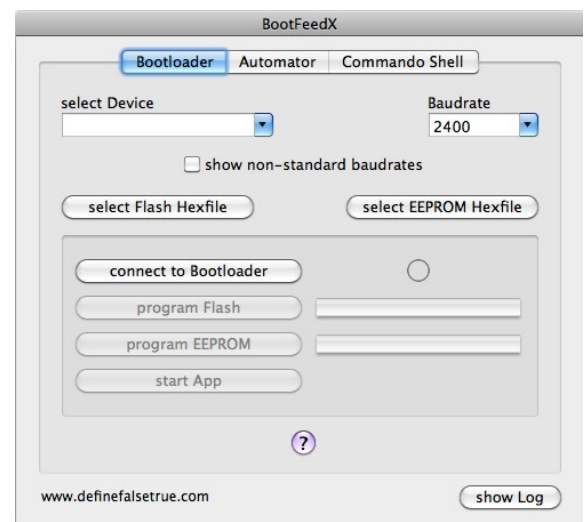 BootFeedX
Bootloader Automator Commando Shell
select Device Baudrate
2400
show non-standard baudrates
select Flash Hexfile select EEPROM Hexfile
connect to Bootloader
program Flash
program EEPROM
start App
?
www.definefalsetrue.com show Log